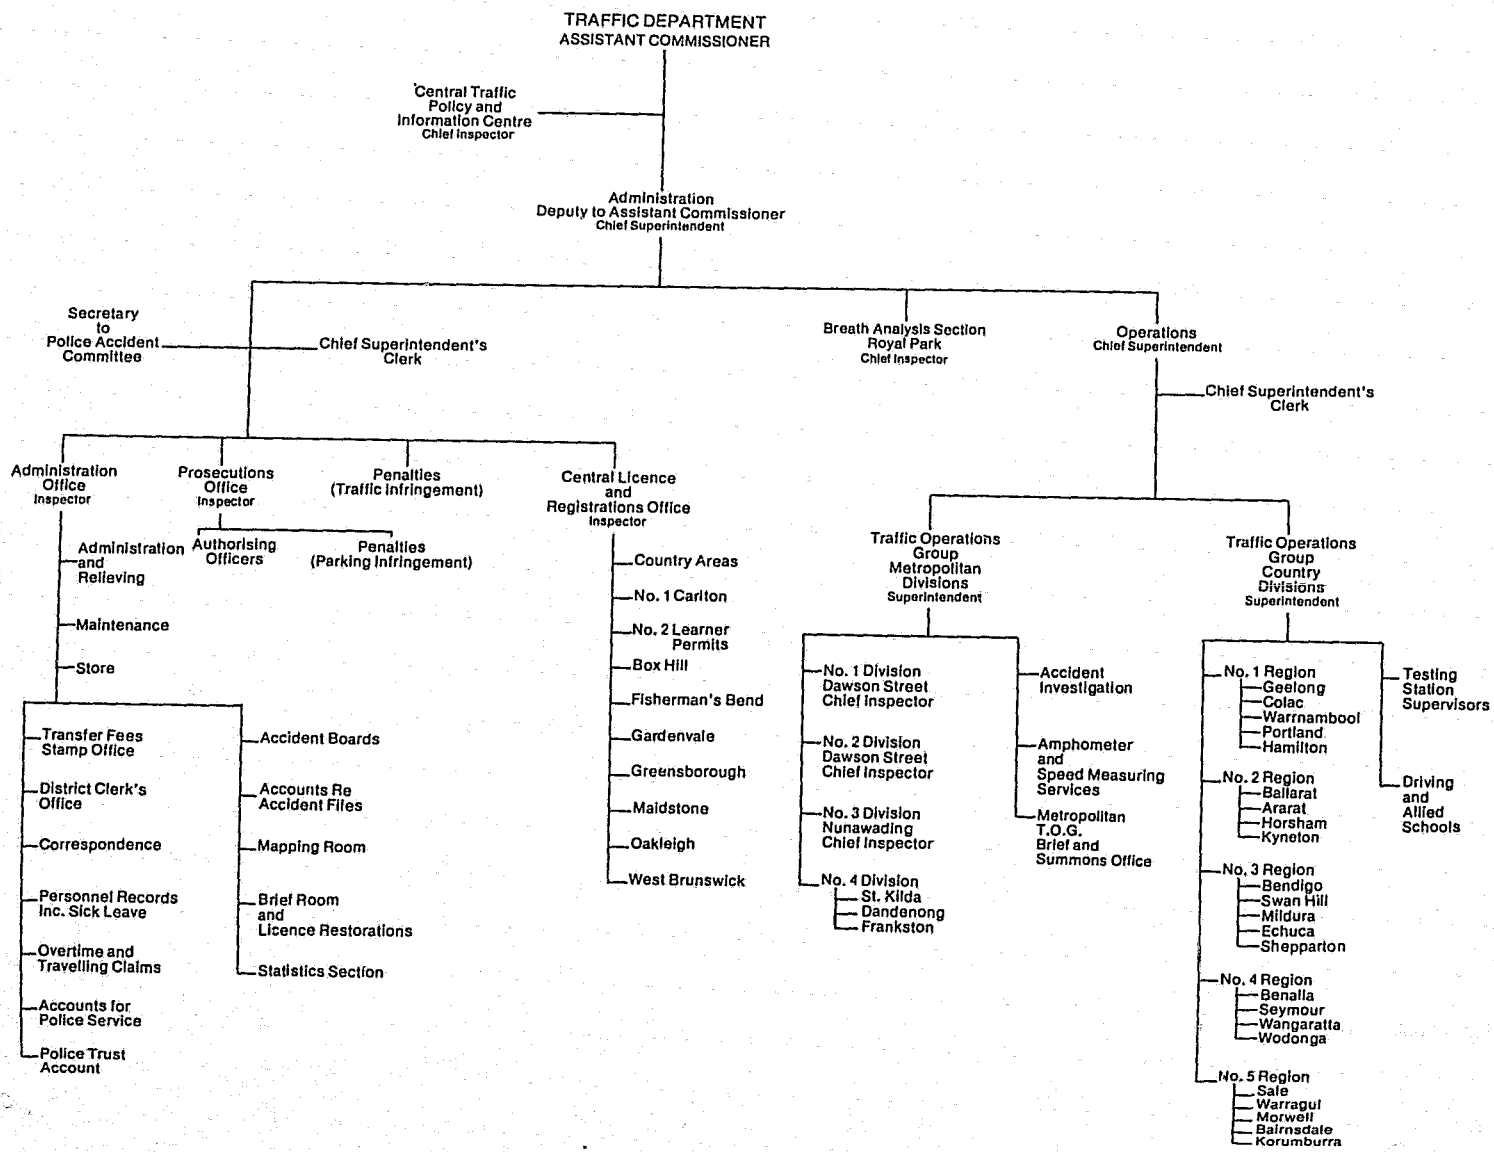 TRAFFIC DEPARTMENT
ASSISTANT COMMISSIONER
Central Traffic
Policy and
Information Centre
Chief Inspector
Administration
Deputy to Assistant Commissioner
Chief Superintendent
Secretary
to
Police Accident
Committee
Chief Superintendent's
Clerk
Breath Analysis Section
Royal Park
Chief Inspector
Operations
Chief Superintendent
Chief Superintendent's
Clerk
Administration
Office
Inspector
Prosecutions
Office
Inspector
Penalties
(Traffic Infringement)
Central Licence
and
Registrations Office
Inspector
Administration
and
Relieving
Maintenance
Store
Authorising
Officers
Penalties
(Parking Infringement)
Transfer Fees
Stamp Office
District Clerk's
Office
Correspondence
Personnel Records
Inc. Sick Leave
Overtime and
Travelling Claims
Accounts for
Police Service
Police Trust
Account
Accident Boards
Accounts Re
Accident Files
Mapping Room
Brief Room
and
Licence Restorations
Statistics Section
Country Areas
No. 1 Carlton
No. 2 Learner
Permits
Box Hill
Fisherman's Bend
Gardenvale
Greensborough
Maidstone
Oakleigh
West Brunswick
Traffic Operations
Group
Metropolitan
Divisions
Superintendent
No. 1 Division
Dawson Street
Chief Inspector
No. 2 Division
Dawson Street
Chief Inspector
No. 3 Division
Nunawading
Chief Inspector
No. 4 Division
St. Kilda
Dandenong
Frankston
Accident
Investigation
Amphometer
and
Speed Measuring
Services
Metropolitan
T.O.G.
Brief and
Summons Office
Traffic Operations
Group
Country
Divisions
Superintendent
No. 1 Region
Geelong
Colac
Warrnambool
Portland
Hamilton
No. 2 Region
Ballarat
Ararat
Horsham
Kyneton
No. 3 Region
Bendigo
Swan Hill
Mildura
Echuca
Shepparton
No. 4 Region
Benalla
Seymour
Wangaratta
Wodonga
No. 5 Region
Sale
Warragul
Morwell
Bairnsdale
Korumburra
Testing
Station
Supervisors
Driving
and
Allied
Schools